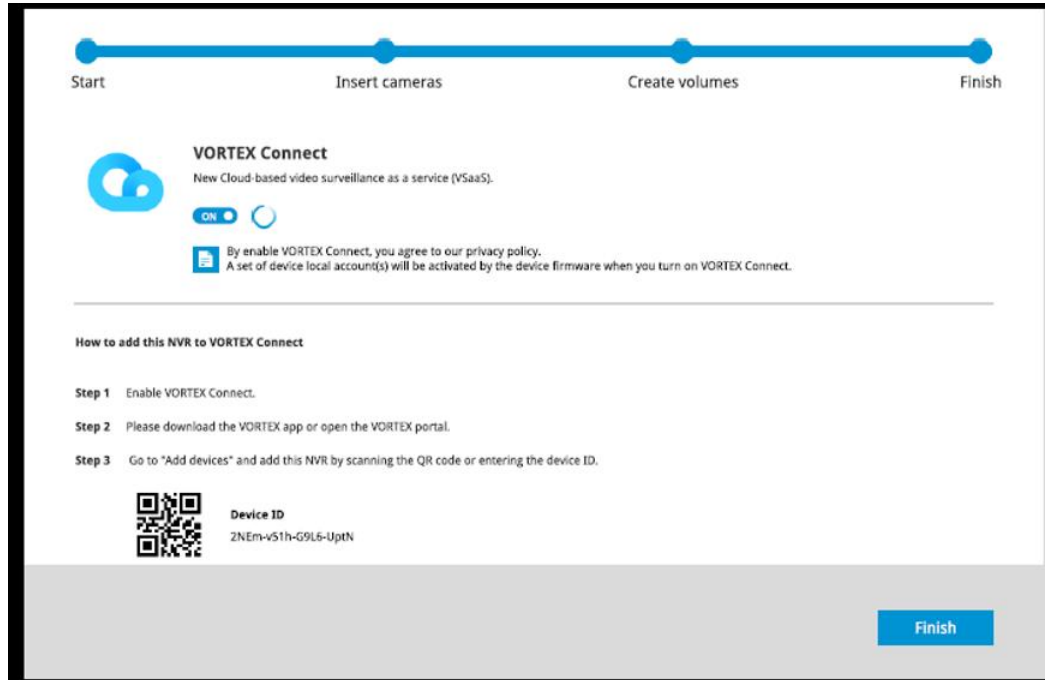 Start
Insert cameras
Create volumes
Finish
VORTEX Connect
New Cloud-based video surveillance as a service (VSaaS).
ON
By enable VORTEX Connect, you agree to our privacy policy.
A set of device local account(s) will be activated by the device firmware when you turn on VORTEX Connect.
How to add this NVR to VORTEX Connect
Step 1 Enable VORTEX Connect.
Step 2 Please download the VORTEX app or open the VORTEX portal.
Step 3 Go to "Add devices" and add this NVR by scanning the QR code or entering the device ID.
Device ID
2NEm-v51h-G9L6-UptN
Finish